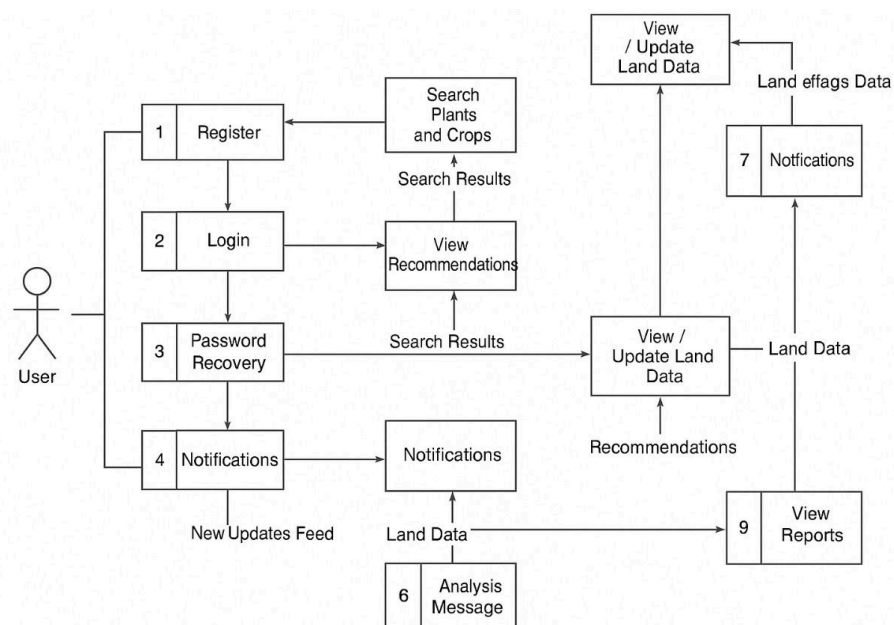 View
/ Update
Land Data
Land effags Data
Search
Plants
and Crops
1
Register
7
Notfications
Search Results
2
Login
View
Recommendations
User
3
Password
Recovery
Search Results
View /
Update Land
Data
Land Data
4
Notifications
Notifications
Recommendations
New Updates Feed
Land Data
9
View
Reports
6
Analysis
Message